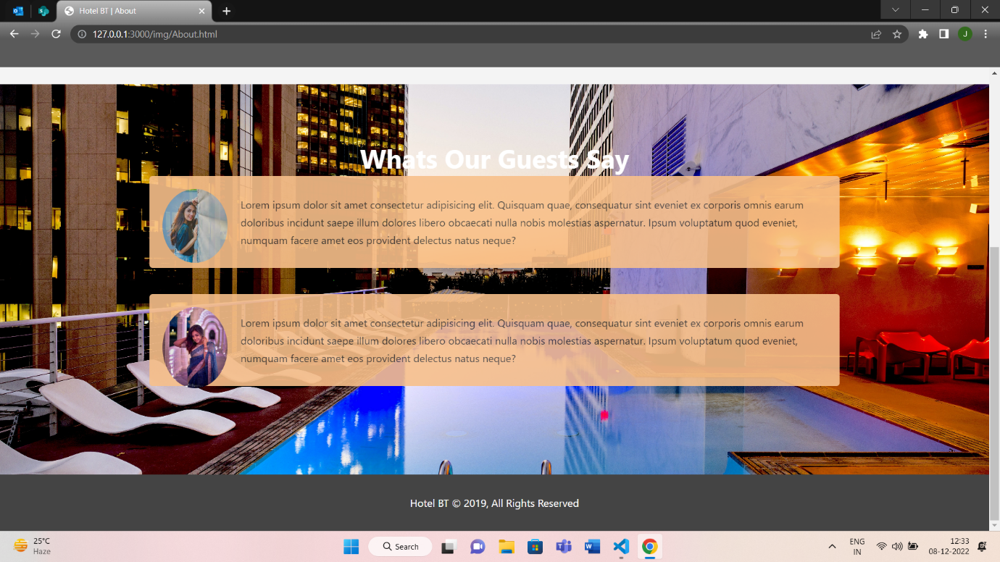 Hotel BT | About
127.0.0.1:3000/img/About.html
J
Whats Our Guests Say
Lorem ipsum dolor sit amet consectetur adipisicing elit. Quisquam quae, consequatur sint eveniet ex corporis omnis earum
doloribus incidunt saepe illum dolores libero obcaecati nulla nobis molestias aspernatur. Ipsum voluptatum quod eveniet,
numquam facere amet eos provident delectus natus neque?
Lorem ipsum dolor sit amet consectetur adipisicing elit. Quisquam quae, consequatur sint eveniet ex corporis omnis earum
doloribus incidunt saepe illum dolores libero obcaecati nulla nobis molestias aspernatur. Ipsum voluptatum quod eveniet,
numquam facere amet eos provident delectus natus neque?
Hotel BT © 2019, All Rights Reserved
25°C
Haze
Search
ENG
IN
12:33
08-12-2022